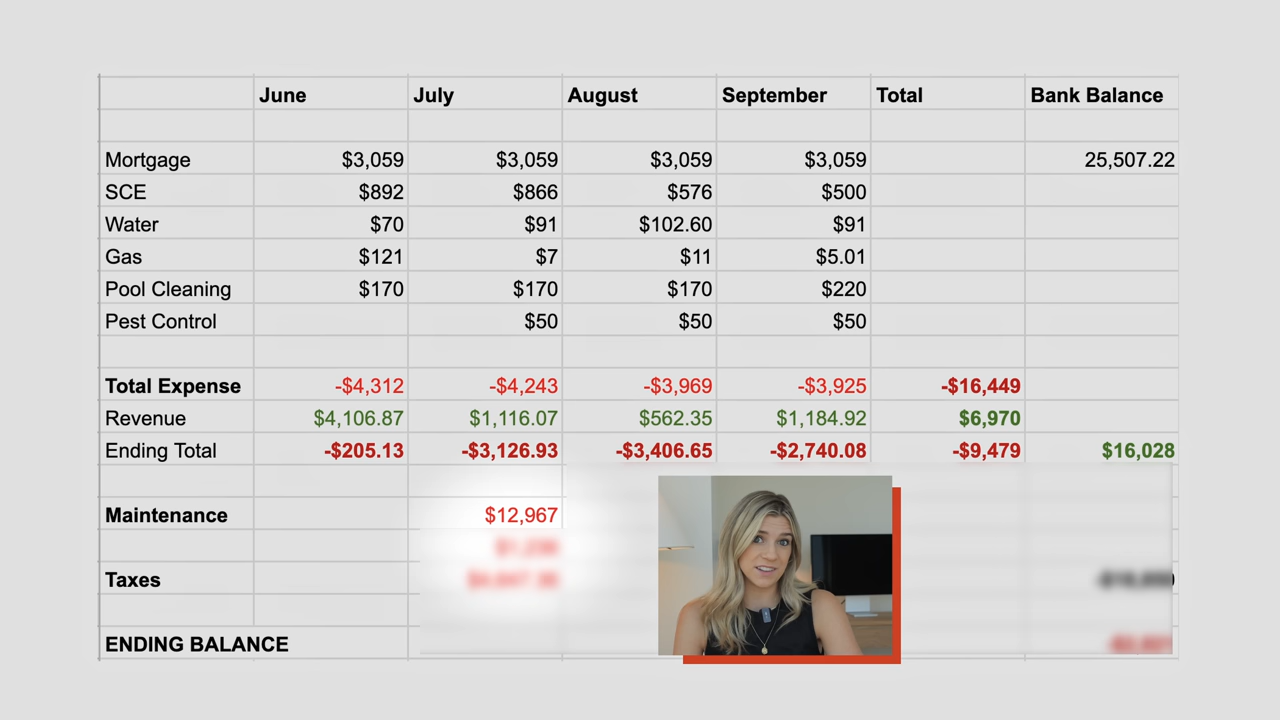 June July August September Total Bank Balance
Mortgage $3,059 $3,059 $3,059 $3,059 25,507.22
SCE $892 $866 $576 $500
Water $70 $91 $102.60 $91
Gas $121 $7 $11 $5.01
Pool Cleaning $170 $170 $170 $220
Pest Control $50 $50 $50
Total Expense -$4,312 -$4,243 -$3,969 -$3,925 -$16,449
Revenue $4,106.87 $1,116.07 $562.35 $1,184.92 $6,970
Ending Total -$205.13 -$3,126.93 -$3,406.65 -$2,740.08 -$9,479 $16,028
Maintenance $12,967
Taxes
ENDING BALANCE